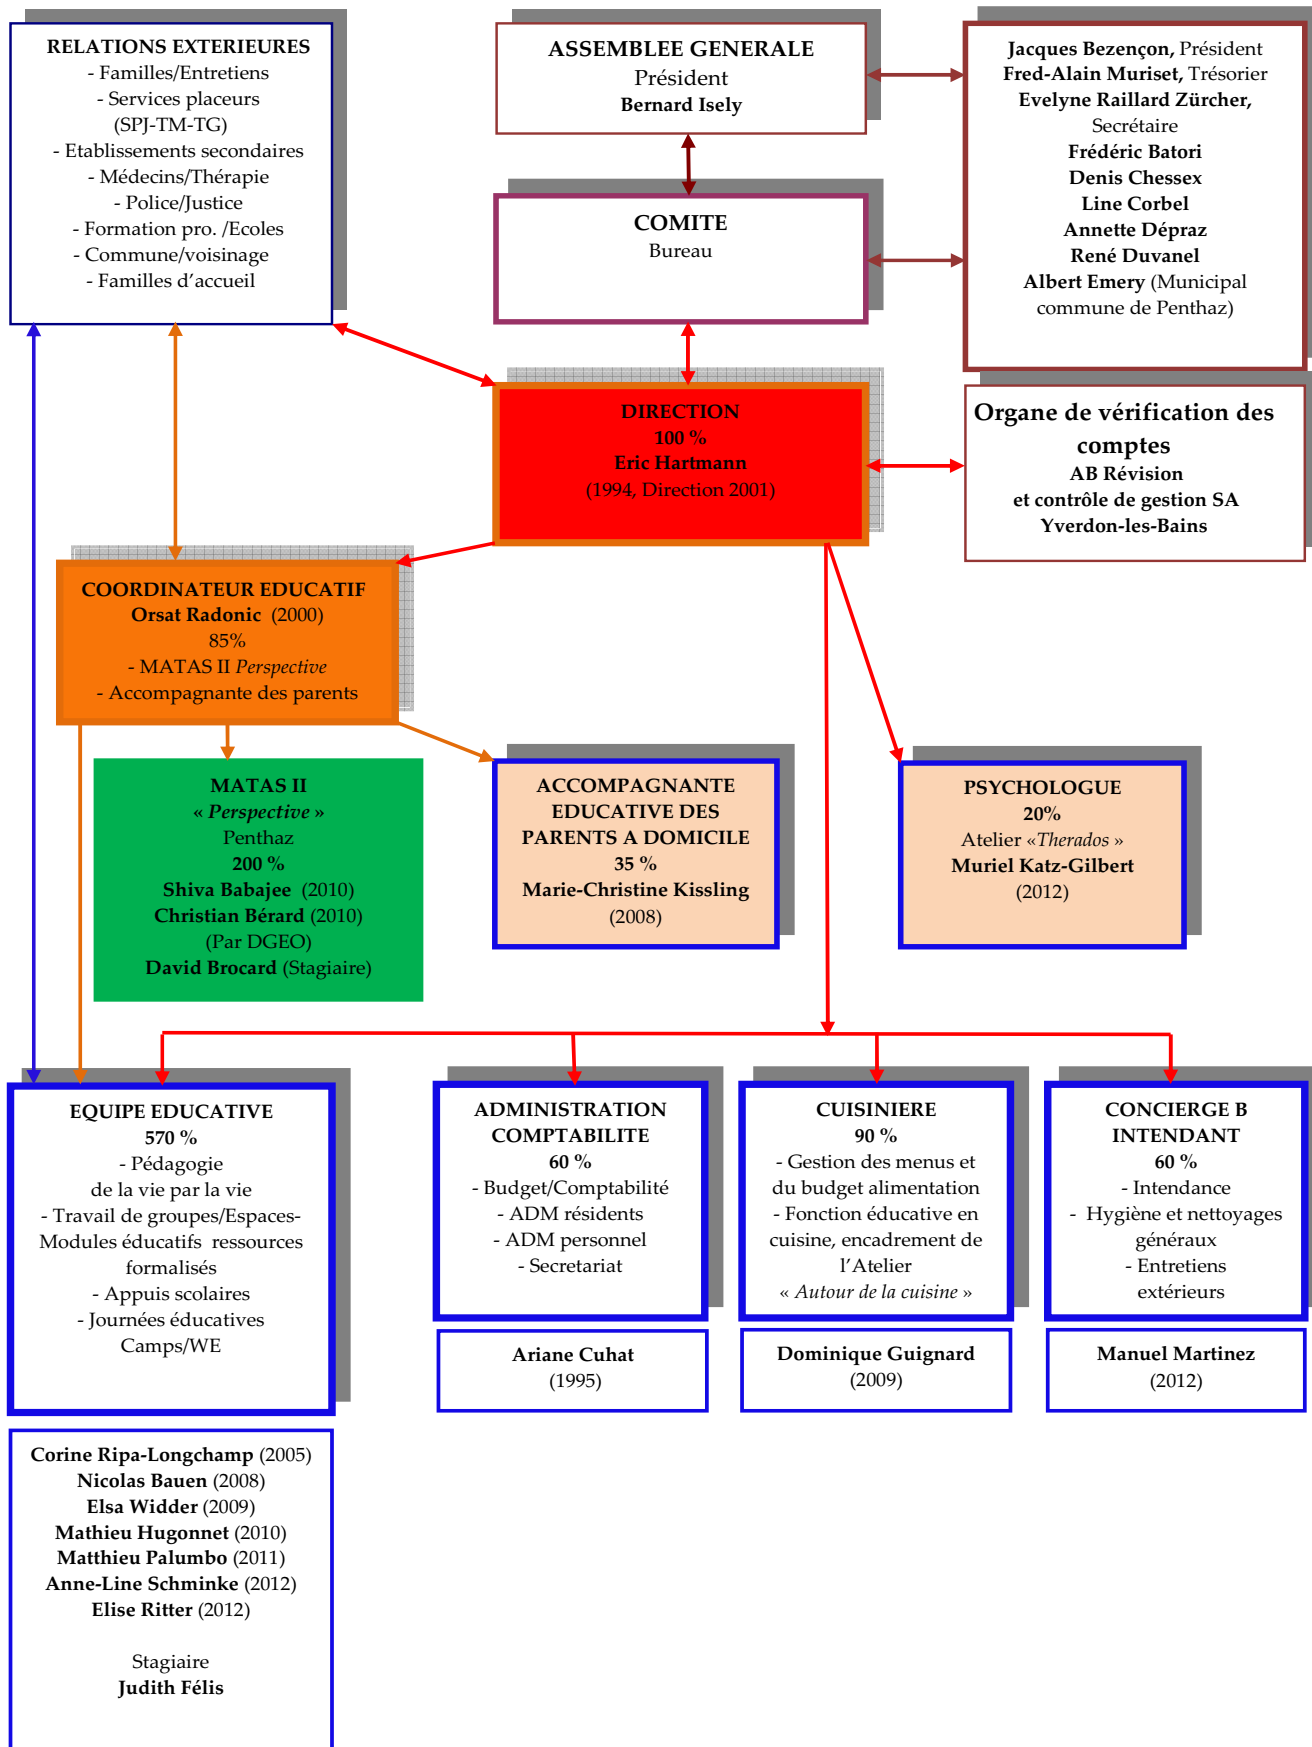 RELATIONS EXTERIEURES
- Familles/Entretiens
- Services placeurs
(SPJ-TM-TG)
- Etablissements secondaires
- Médecins/Thérapie
- Police/Justice
- Formation pro. /Ecoles
- Commune/voisinage
- Familles d'accueil
ASSEMBLEE GENERALE
Président
Bernard Isely
COMITE
Bureau
Jacques Bezençon, Président
Fred-Alain Muriset, Trésorier
Evelyne Raillard Zürcher,
Secrétaire
Frédéric Batori
Denis Chessex
Line Corbel
Annette Dépraz
René Duvanel
Albert Emery (Municipal
commune de Penthaz)
DIRECTION
100 %
Eric Hartmann
(1994, Direction 2001)
Organe de vérification des
comptes
AB Révision
et contrôle de gestion SA
Yverdon-les-Bains
COORDINATEUR EDUCATIF
Orsat Radonic (2000)
85%
- MATAS II Perspective
- Accompagnante des parents
MATAS II
« Perspective »
Penthaz
200 %
Shiva Babajee (2010)
Christian Bérard (2010)
(Par DGEO)
David Brocard (Stagiaire)
ACCOMPAGNANTE
EDUCATIVE DES
PARENTS A DOMICILE
35 %
Marie-Christine Kissling
(2008)
PSYCHOLOGUE
20%
Atelier «Therados »
Muriel Katz-Gilbert
(2012)
EQUIPE EDUCATIVE
570 %
- Pédagogie
de la vie par la vie
- Travail de groupes/Espaces-
Modules éducatifs ressources
formalisés
- Appuis scolaires
- Journées éducatives
Camps/WE
ADMINISTRATION
COMPTABILITE
60 %
- Budget/Comptabilité
- ADM résidents
- ADM personnel
- Secretariat
CUISINIERE
90 %
- Gestion des menus et
du budget alimentation
- Fonction éducative en
cuisine, encadrement de
l'Atelier
« Autour de la cuisine »
CONCIERGE B
INTENDANT
60 %
- Intendance
- Hygiène et nettoyages
généraux
- Entretiens
extérieurs
Ariane Cuhat
(1995)
Dominique Guignard
(2009)
Manuel Martinez
(2012)
Corine Ripa-Longchamp (2005)
Nicolas Bauen (2008)
Elsa Widder (2009)
Mathieu Hugonnet (2010)
Matthieu Palumbo (2011)
Anne-Line Schminke (2012)
Elise Ritter (2012)
Stagiaire
Judith Félis